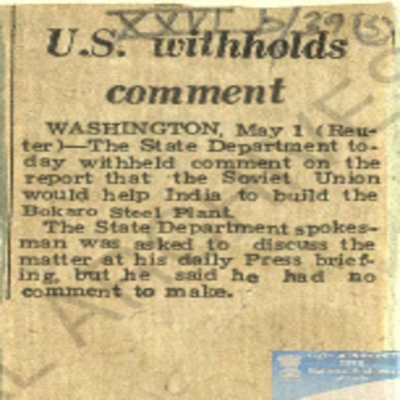 XXVI
U.S. withholds
comment
WASHINGTON, May 1 (Reu-
ter)—The State Department to-
day withheld comment on the
report that the Soviet Union
would help India to build the
Bokaro Steel Plant.
The State Department spokes-
man was asked to discuss the
matter at his daily Press brief-
ing, but he said he had no
comment to make.